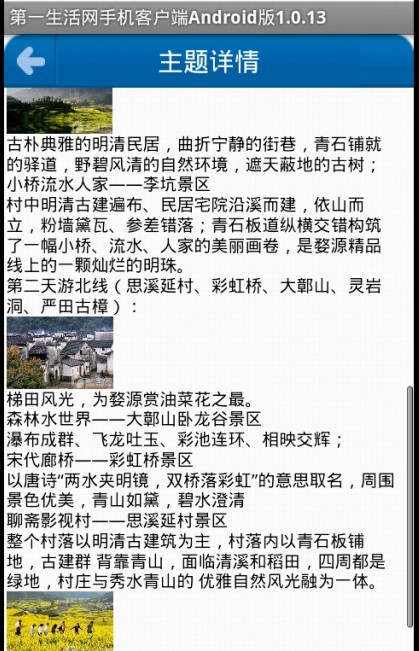 第一生活网手机客户端Android版1.0.13
主题详情
古朴典雅的明清民居，曲折宁静的街巷，青石铺就
的驿道，野碧风清的自然环境，遮天蔽地的古树；
小桥流水人家——李坑景区
村中明清古建遍布、民居宅院沿溪而建，依山而
立，粉墙黛瓦、参差错落；青石板道纵横交错构筑
了一幅小桥、流水、人家的美丽画卷，是婺源精品
线上的一颗灿烂的明珠。
第二天游北线（思溪延村、彩虹桥、大鄣山、灵岩
洞、严田古樟）：
梯田风光，为婺源赏油菜花之最。
森林水世界——大鄣山卧龙谷景区
瀑布成群、飞龙吐玉、彩池连环、相映交辉；
宋代廊桥——彩虹桥景区
以唐诗“两水夹明镜，双桥落彩虹”的意思取名，周围
景色优美，青山如黛，碧水澄清
聊斋影视村——思溪延村景区
整个村落以明清古建筑为主，村落内以青石板铺
地，古建群 背靠青山，面临清溪和稻田，四周都是
绿地，村庄与秀水青山的 优雅自然风光融为一体。